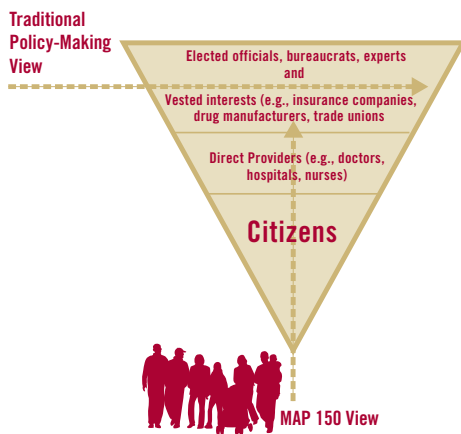 Traditional
Policy-Making
View
Elected officials, bureaucrats, experts
and
Vested interests (e.g., insurance companies,
drug manufacturers, trade unions
Direct Providers (e.g., doctors,
hospitals, nurses)
Citizens
MAP 150 View